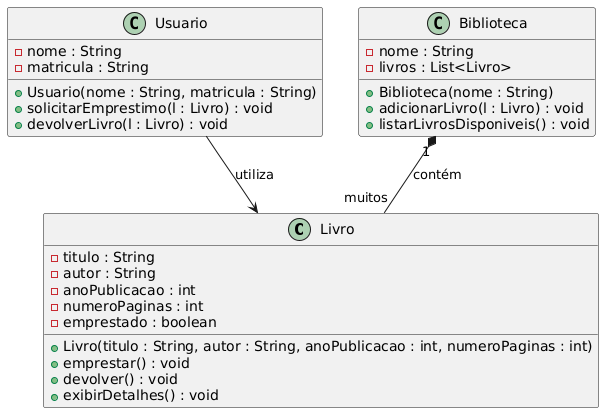 C Usuario
nome : String
matricula : String
Usuario(nome : String, matricula : String)
solicitarEmprestimo(l : Livro) : void
devolverLivro(l : Livro) : void
C Biblioteca
nome : String
livros : List<Livro>
Biblioteca(nome : String)
adicionarLivro(l : Livro) : void
listarLivrosDisponiveis() : void
1
utiliza
contém
muitos
C Livro
titulo : String
autor : String
anoPublicacao : int
numeroPaginas : int
emprestado : boolean
Livro(titulo : String, autor : String, anoPublicacao : int, numeroPaginas : int)
emprestar() : void
devolver() : void
exibirDetalhes() : void